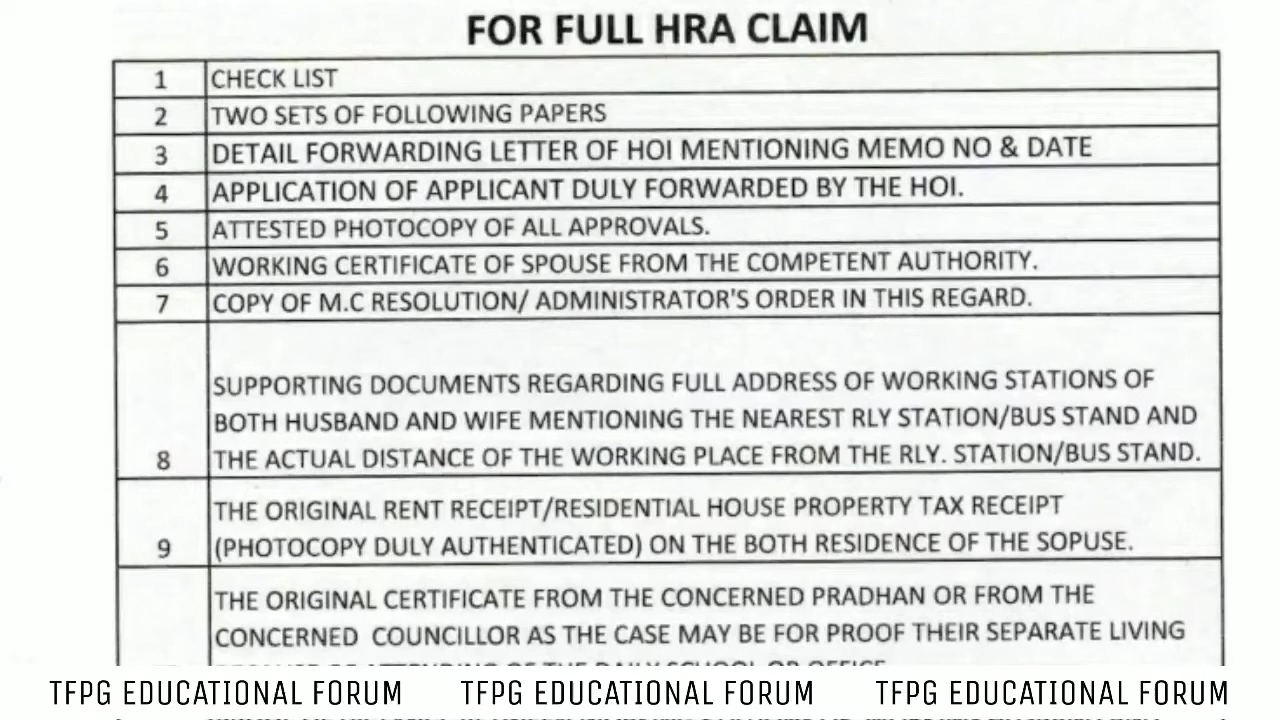 FOR FULL HRA CLAIM
1 CHECK LIST
2 TWO SETS OF FOLLOWING PAPERS
3 DETAIL FORWARDING LETTER OF HOI MENTIONING MEMO NO & DATE
4 APPLICATION OF APPLICANT DULY FORWARDED BY THE HOI.
5 ATTESTED PHOTOCOPY OF ALL APPROVALS.
6 WORKING CERTIFICATE OF SPOUSE FROM THE COMPETENT AUTHORITY.
7 COPY OF M.C RESOLUTION/ ADMINISTRATOR'S ORDER IN THIS REGARD.
SUPPORTING DOCUMENTS REGARDING FULL ADDRESS OF WORKING STATIONS OF
BOTH HUSBAND AND WIFE MENTIONING THE NEAREST RLY STATION/BUS STAND AND
8 THE ACTUAL DISTANCE OF THE WORKING PLACE FROM THE RLY. STATION/BUS STAND.
THE ORIGINAL RENT RECEIPT/RESIDENTIAL HOUSE PROPERTY TAX RECEIPT
9 (PHOTOCOPY DULY AUTHENTICATED) ON THE BOTH RESIDENCE OF THE SOPUSE.
THE ORIGINAL CERTIFICATE FROM THE CONCERNED PRADHAN OR FROM THE
CONCERNED COUNCILLOR AS THE CASE MAY BE FOR PROOF THEIR SEPARATE LIVING
TFPG EDUCATIONAL FORUM TFPG EDUCATIONAL FORUM TFPG EDUCATIONAL FORUM